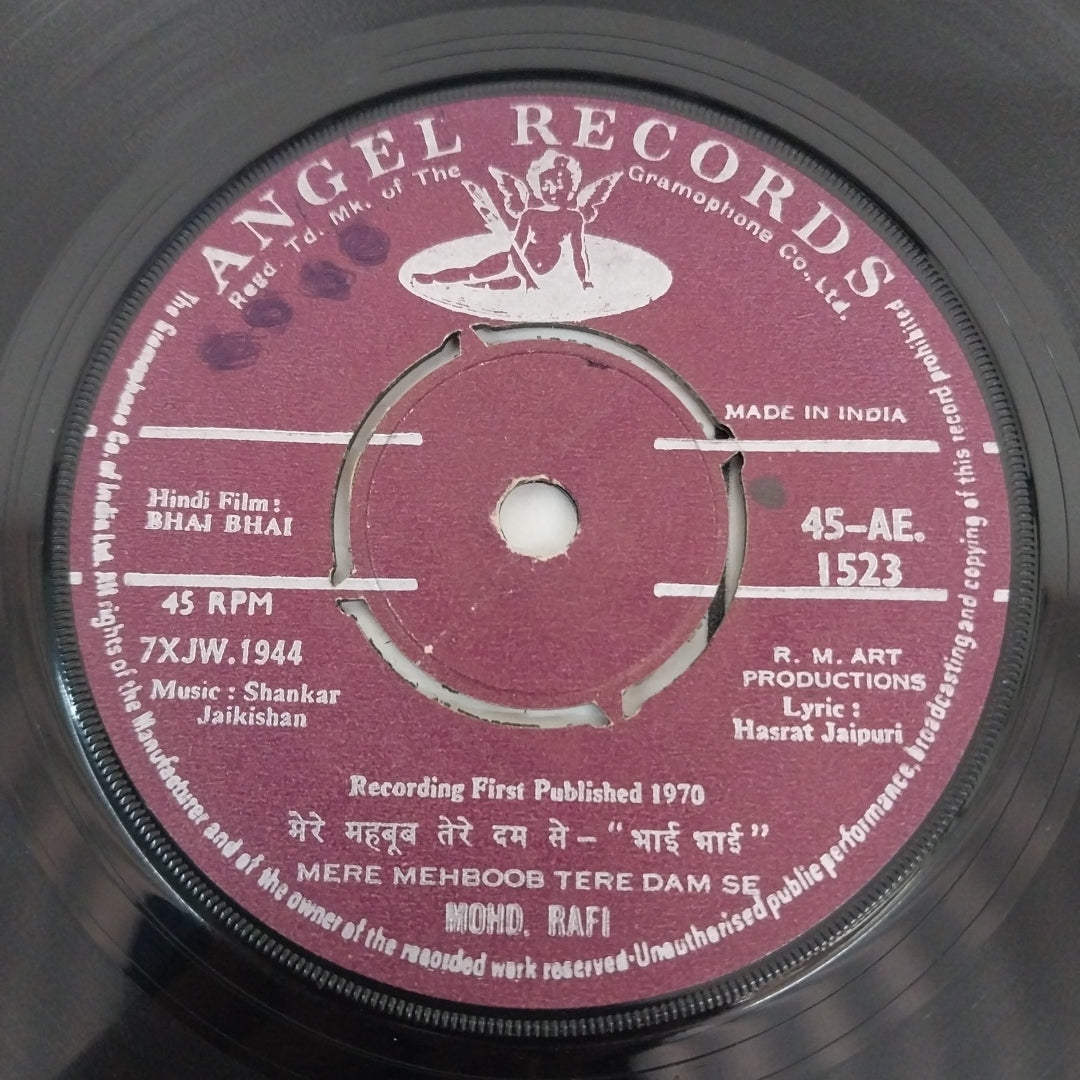 ANGEL RECORDS
Regd. Td. Mk. of The Gramophone Co., Ltd.
MADE IN INDIA
Hindi Film:
BHAI BHAI
45-AE.
1523
45 RPM
7XJW.1944
Music : Shankar
Jaikishan
R. M. ART
PRODUCTIONS
Lyric :
Hasrat Jaipuri
Recording First Published 1970
मेरे महबूब तेरे दम से – "भाई भाई"
MERE MEHBOOB TERE DAM SE
MOHD. RAFI
The Gramophone Co. of India Ltd. All rights of the Manufacturer and of the owner of the recorded work reserved·Unauthorised public performance, broadcasting and copying of this record prohibited